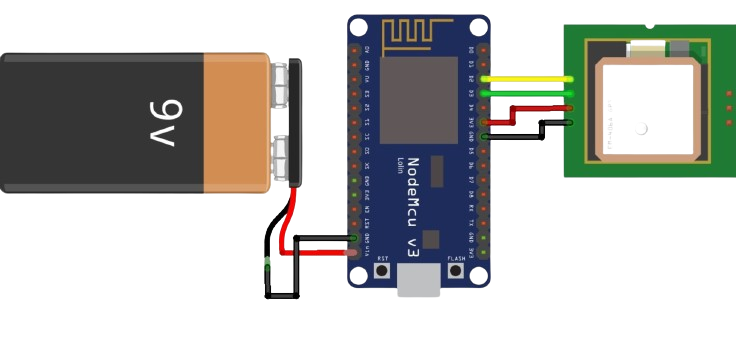 9v
A0
GND
VU
S3
S2
S1
SC
S0
SK
GND
3V3
EN
RST
GND
Vin
NodeMcu v3
Lolin
RST
FLASH
D0
D1
D2
D3
D4
3V3
GND
D5
D6
D7
D8
RX
TX
GND
3V3